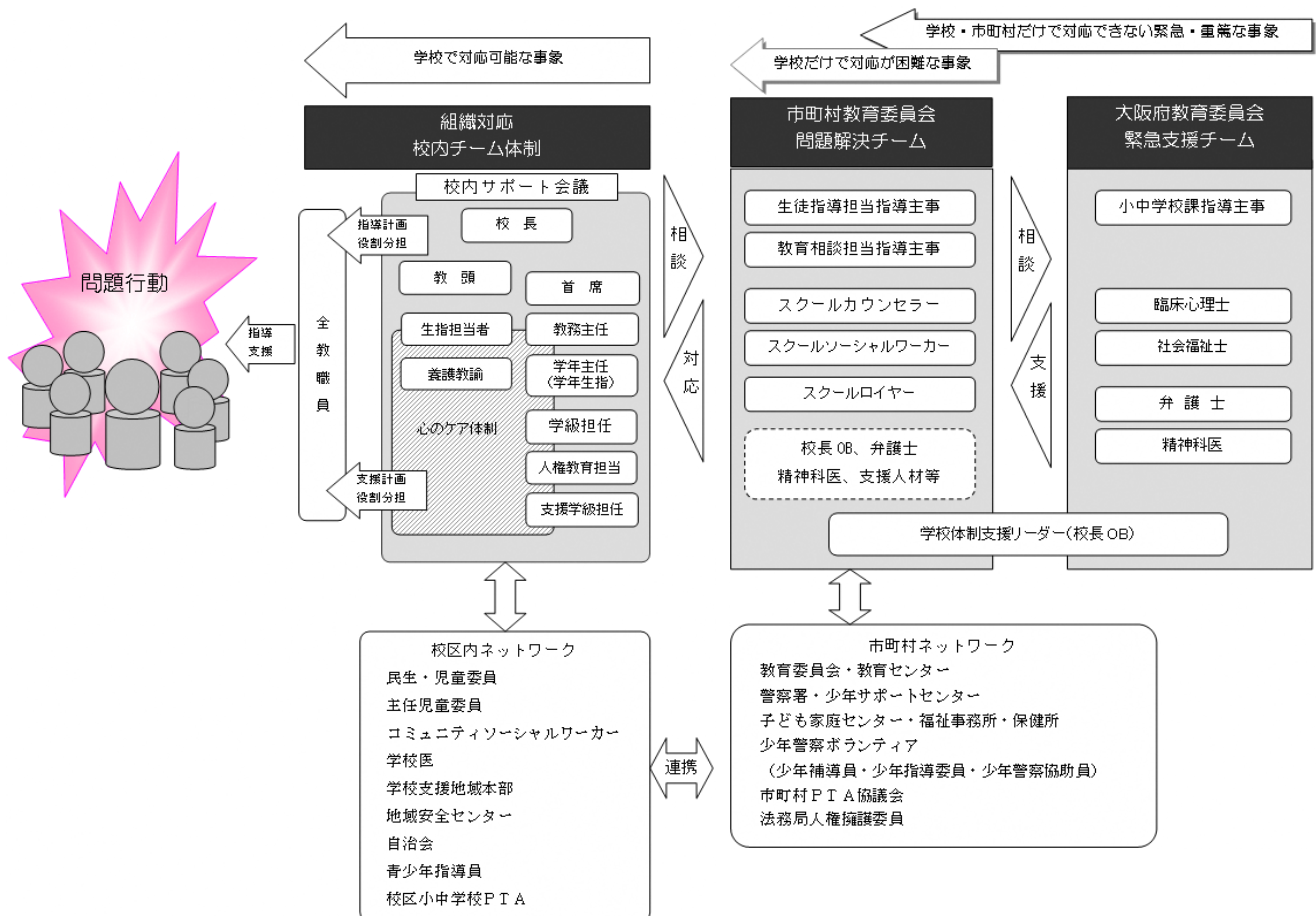 学校・市町村だけで対応できない緊急・重篤な事象
学校で対応可能な事象
学校だけで対応が困難な事象
組織対応
校内チーム体制
市町村教育委員会
問題解決チーム
大阪府教育委員会
緊急支援チーム
校内サポート会議
校長
指導計画
役割分担
教頭
首席
生指担当者
教務主任
養護教諭
学年主任
(学年生指)
心のケア体制
学級担任
人権教育担当
支援計画
役割分担
支援学級担任
問題行動
指導
支援
全教職員
相談
対応
生徒指導担当指導主事
教育相談担当指導主事
スクールカウンセラー
スクールソーシャルワーカー
スクールロイヤー
校長OB、弁護士
精神科医、支援人材等
相談
支援
小中学校課指導主事
臨床心理士
社会福祉士
弁護士
精神科医
学校体制支援リーダー(校長OB)
校区内ネットワーク
民生・児童委員
主任児童委員
コミュニティソーシャルワーカー
学校医
学校支援地域本部
地域安全センター
自治会
青少年指導員
校区小中学校PTA
連携
市町村ネットワーク
教育委員会・教育センター
警察署・少年サポートセンター
子ども家庭センター・福祉事務所・保健所
少年警察ボランティア
(少年補導員・少年指導委員・少年警察協助員)
市町村PTA協議会
法務局人権擁護委員